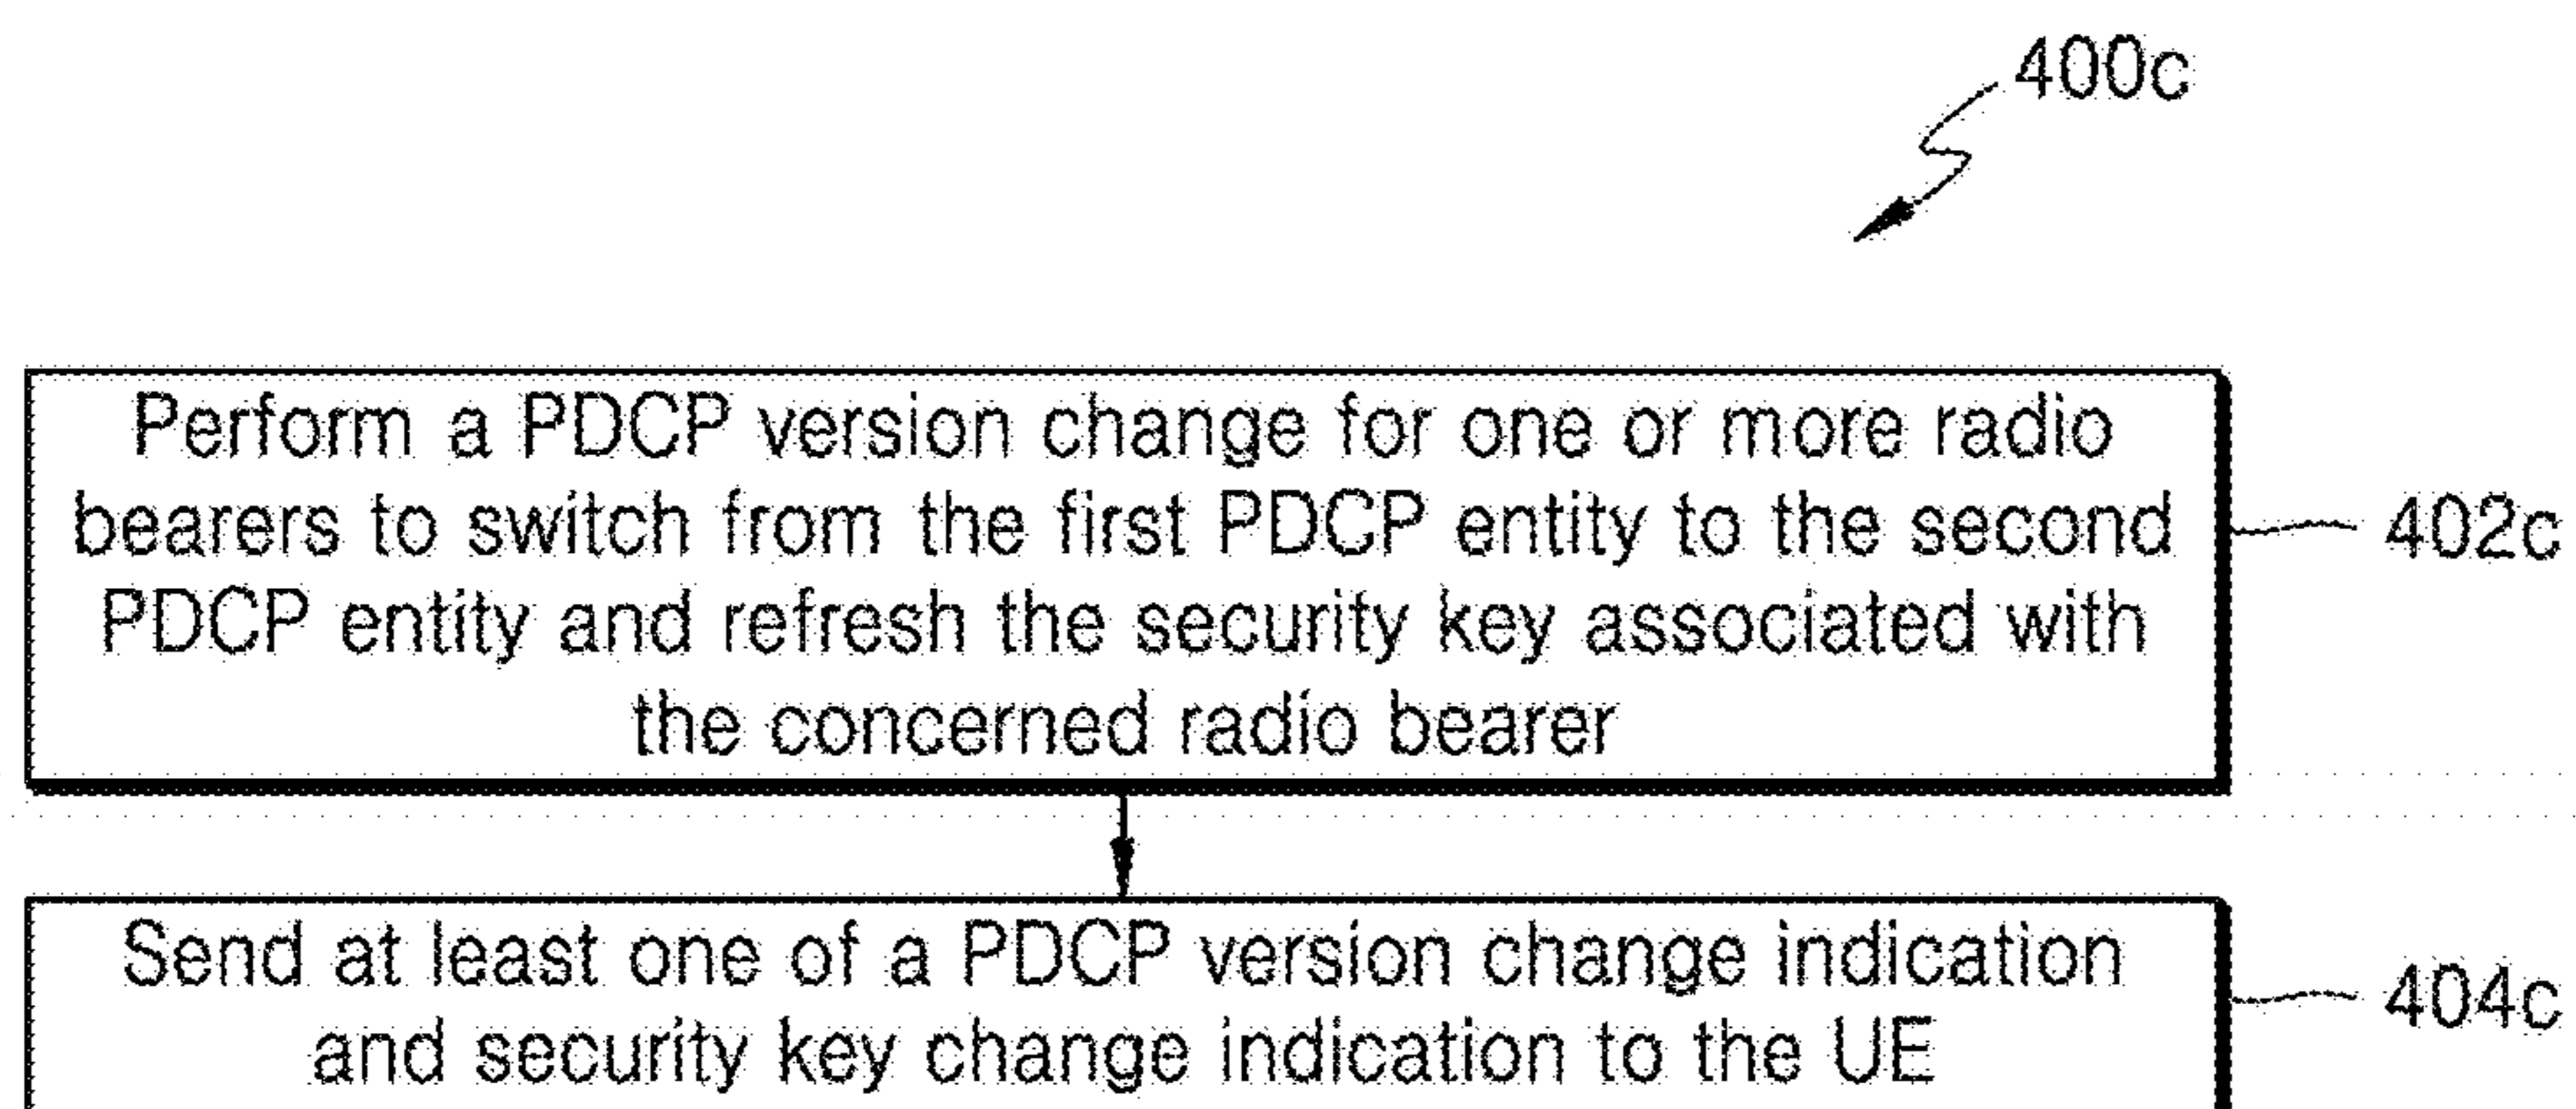 400c
Perform a PDCP version change for one or more radio
bearers to switch from the first PDCP entity to the second
PDCP entity and refresh the security key associated with
the concerned radio bearer
402c
Send at least one of a PDCP version change indication
and security key change indication to the UE
404c